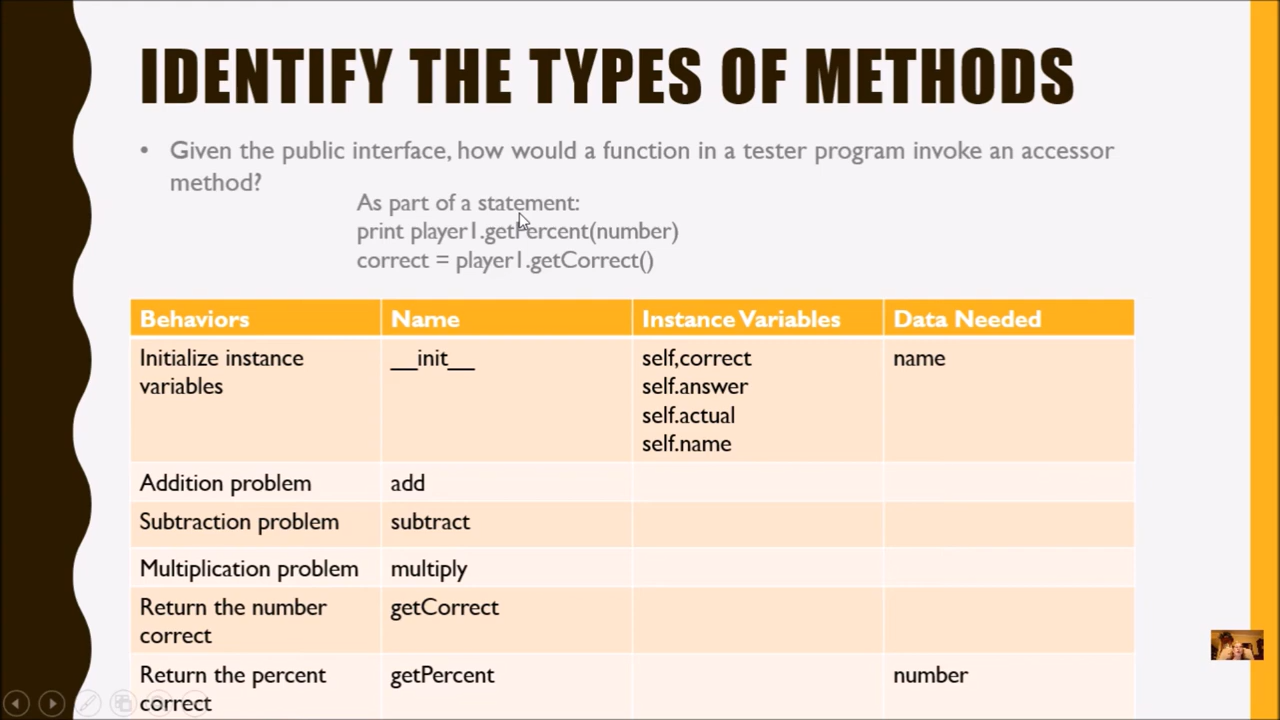 IDENTIFY THE TYPES OF METHODS
• Given the public interface, how would a function in a tester program invoke an accessor
method?
As part of a statement:
print player1.getPercent(number)
correct = player1.getCorrect()
Behaviors Name Instance Variables Data Needed
Initialize instance __init__ self,correct name
variables self.answer
self.actual
self.name
Addition problem add
Subtraction problem subtract
Multiplication problem multiply
Return the number getCorrect
correct
Return the percent getPercent number
correct